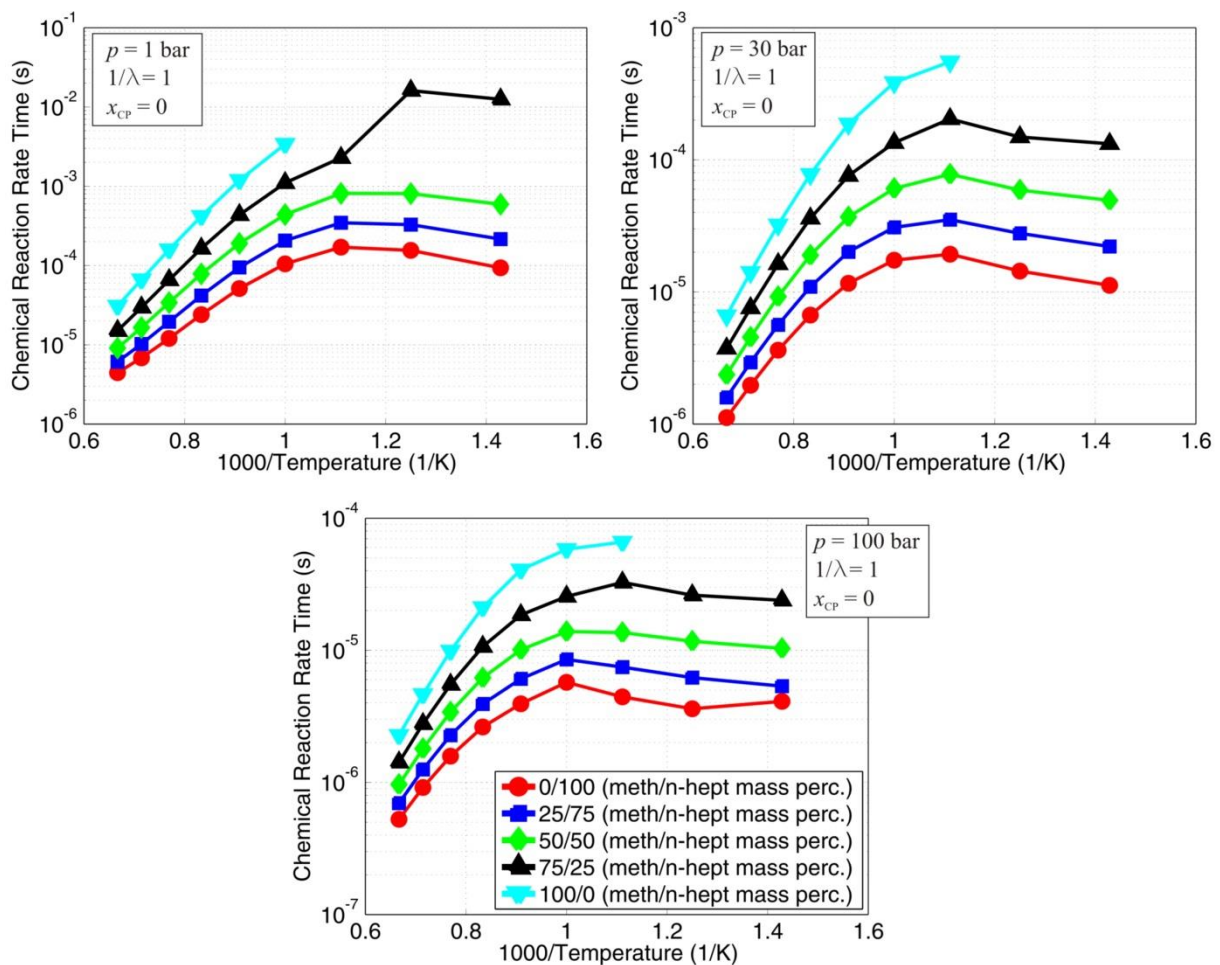 Chemical Reaction Rate Time (s)
10⁻¹
10⁻²
10⁻³
10⁻⁴
10⁻⁵
10⁻⁶
p = 1 bar
1/λ = 1
x_CP = 0
0.6 0.8 1 1.2 1.4 1.6
1000/Temperature (1/K)
Chemical Reaction Rate Time (s)
10⁻³
10⁻⁴
10⁻⁵
10⁻⁶
p = 30 bar
1/λ = 1
x_CP = 0
0.6 0.8 1 1.2 1.4 1.6
1000/Temperature (1/K)
Chemical Reaction Rate Time (s)
10⁻⁴
10⁻⁵
10⁻⁶
10⁻⁷
p = 100 bar
1/λ = 1
x_CP = 0
0/100 (meth/n-hept mass perc.)
25/75 (meth/n-hept mass perc.)
50/50 (meth/n-hept mass perc.)
75/25 (meth/n-hept mass perc.)
100/0 (meth/n-hept mass perc.)
0.6 0.8 1 1.2 1.4 1.6
1000/Temperature (1/K)